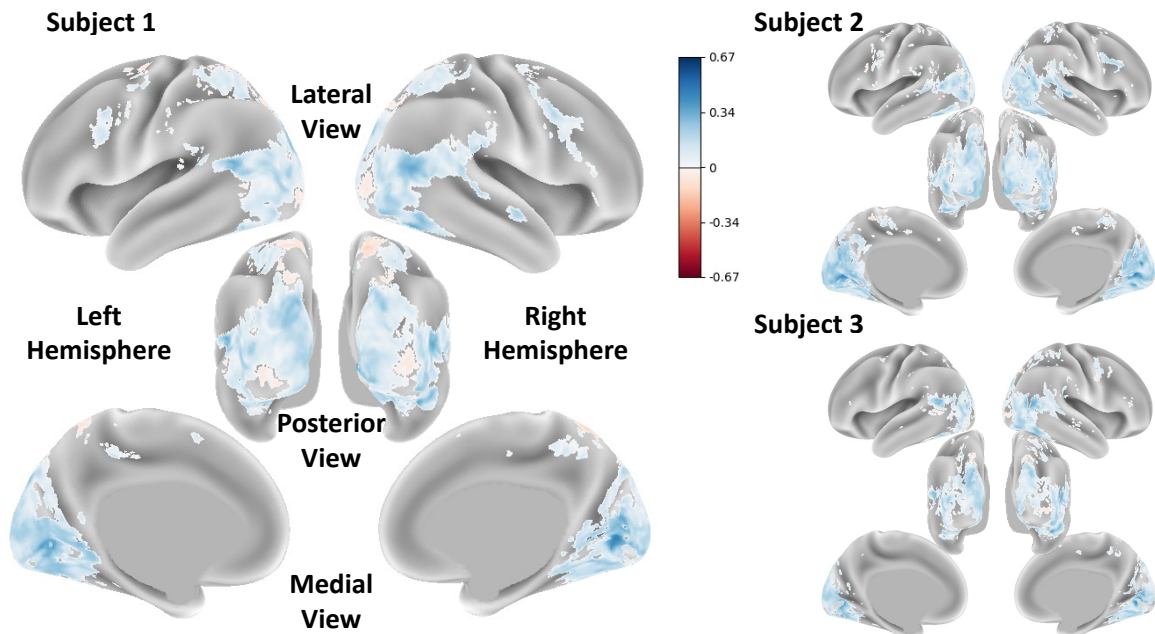 Subject 1
Lateral
View
Left
Hemisphere
Right
Hemisphere
Posterior
View
Medial
View
0.67
0.34
0
-0.34
-0.67
Subject 2
Subject 3